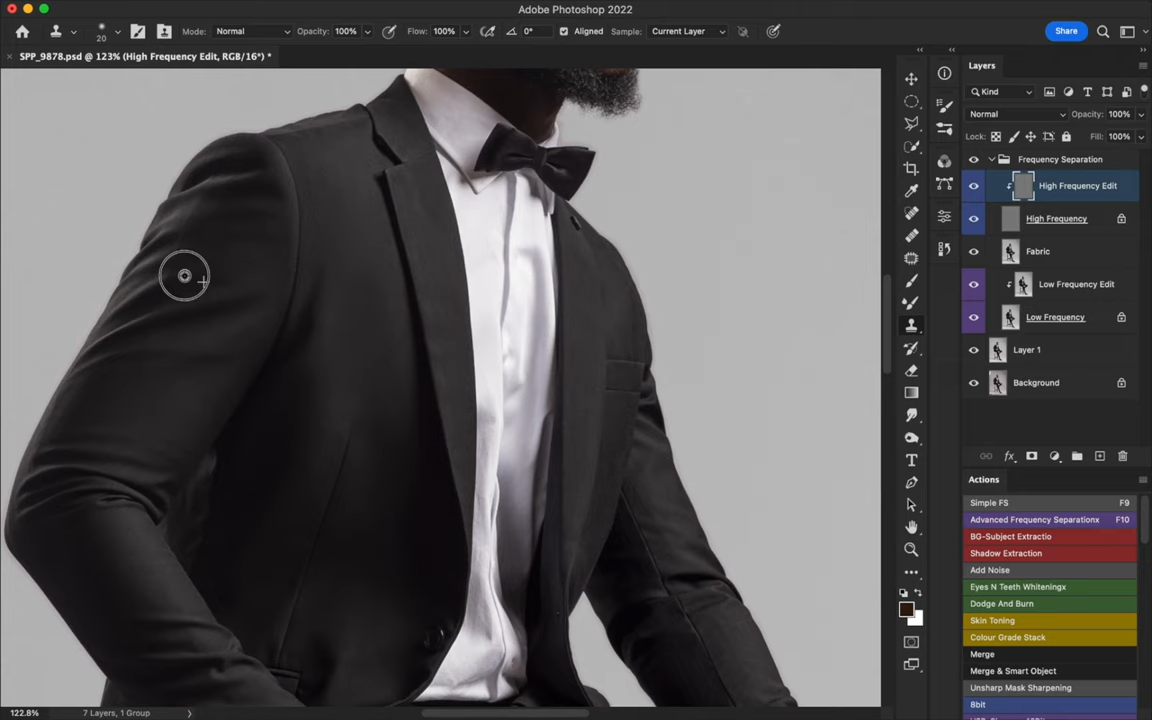 Adobe Photoshop 2022
20 Mode: Normal Opacity: 100% Flow: 100% 0° Aligned Sample: Current Layer Share
SPP_9878.psd @ 123% (High Frequency Edit, RGB/16*) *
Layers
Kind
Normal Opacity: 100%
Lock: Fill: 100%
Frequency Separation
High Frequency Edit
High Frequency
Fabric
Low Frequency Edit
Low Frequency
Layer 1
Background
fx
Actions
Simple FS F9
Advanced Frequency Separationx F10
BG-Subject Extractio
Shadow Extraction
Add Noise
Eyes N Teeth Whiteningx
Dodge And Burn
Skin Toning
Colour Grade Stack
Merge
Merge & Smart Object
Unsharp Mask Sharpening
8bit
122.8% 7 Layers, 1 Group